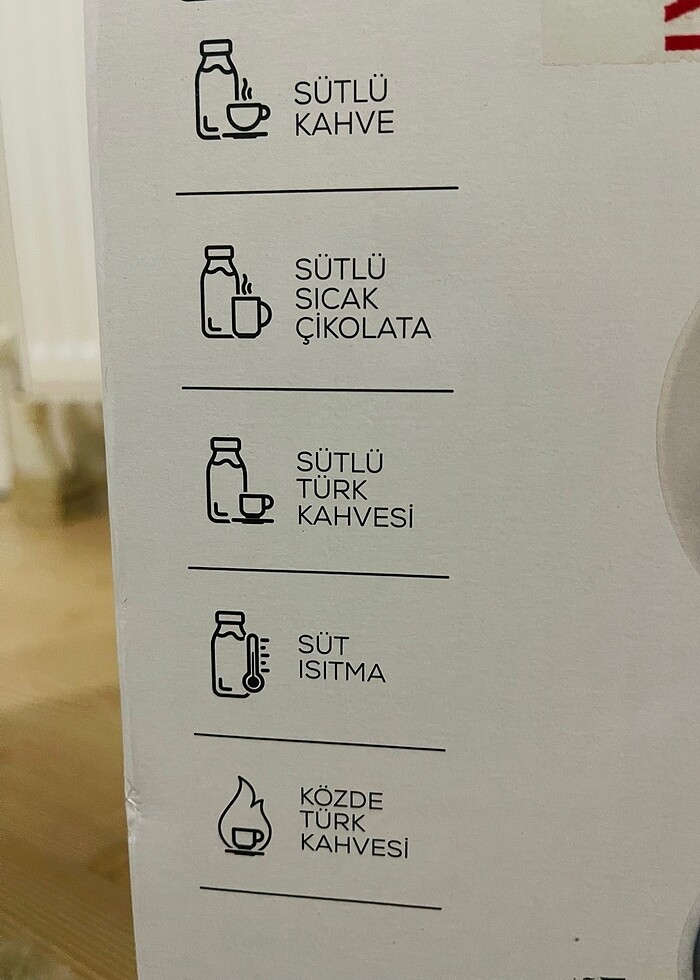 SÜTLÜ
KAHVE
SÜTLÜ
SICAK
ÇİKOLATA
SÜTLÜ
TÜRK
KAHVESİ
SÜT
ISITMA
KÖZDE
TÜRK
KAHVESİ